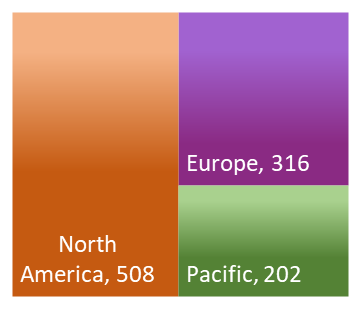 North
America, 508
Europe, 316
Pacific, 202